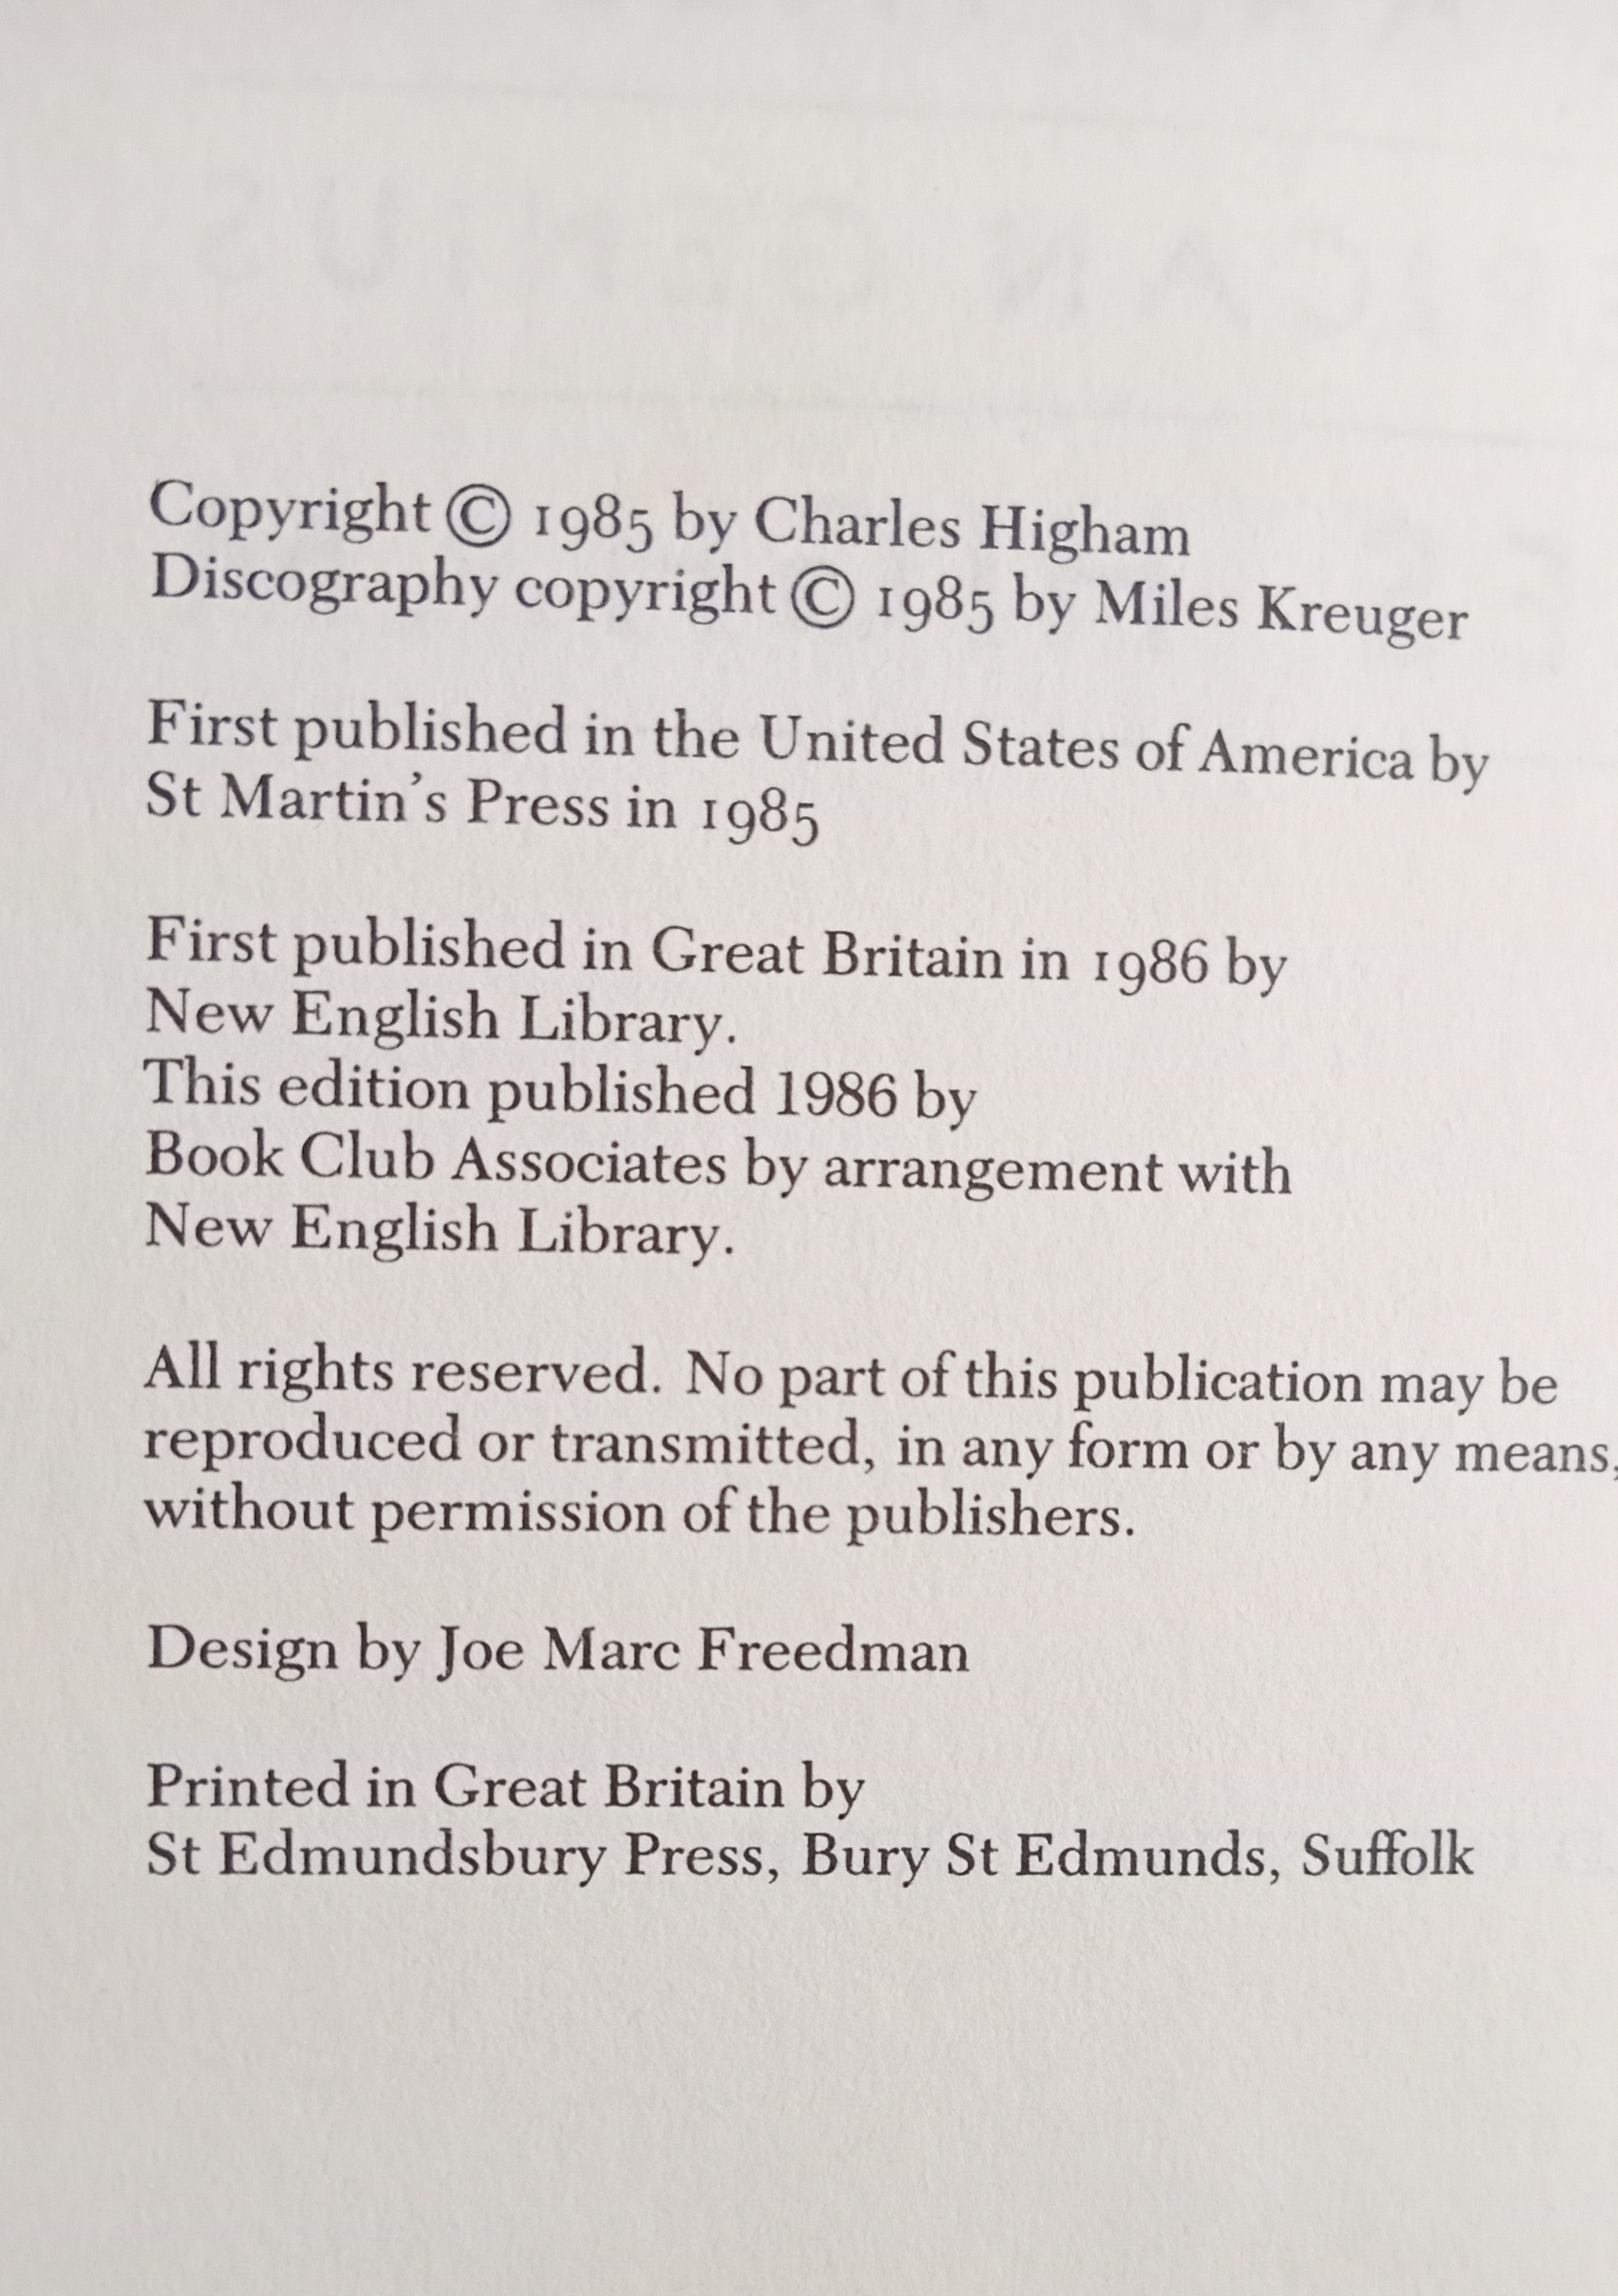 Copyright © 1985 by Charles Higham
Discography copyright © 1985 by Miles Kreuger
First published in the United States of America by
St Martin's Press in 1985
First published in Great Britain in 1986 by
New English Library.
This edition published 1986 by
Book Club Associates by arrangement with
New English Library.
All rights reserved. No part of this publication may be
reproduced or transmitted, in any form or by any means,
without permission of the publishers.
Design by Joe Marc Freedman
Printed in Great Britain by
St Edmundsbury Press, Bury St Edmunds, Suffolk